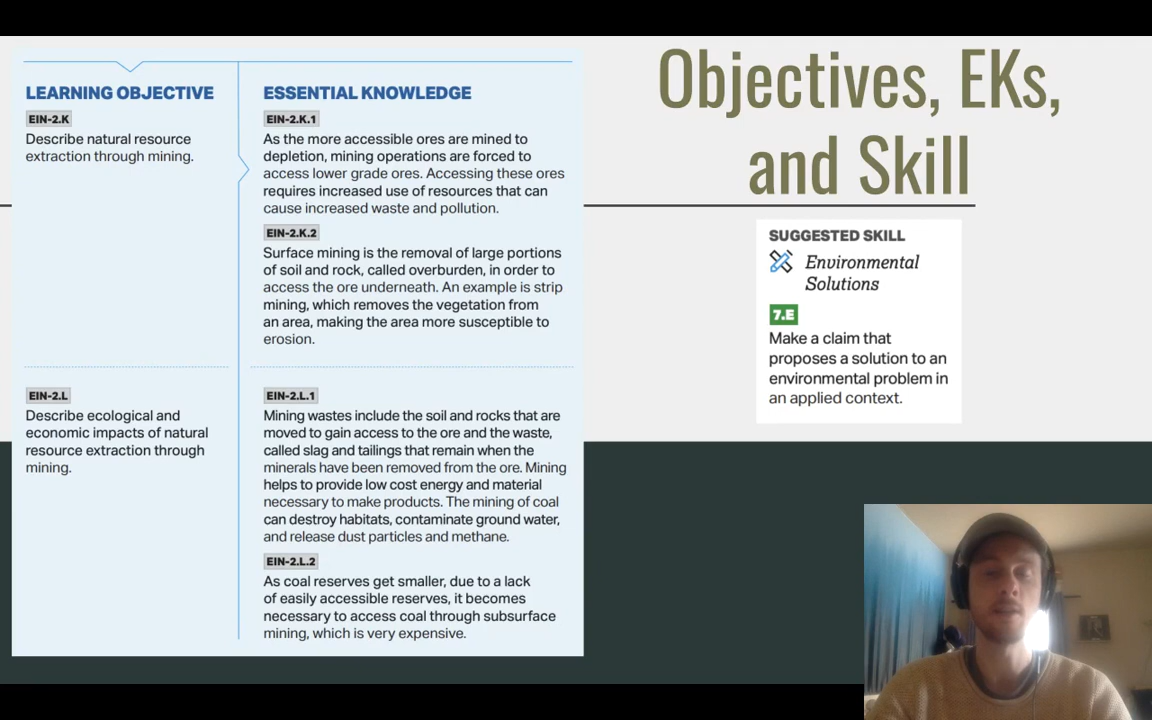 Objectives, EKs,
and Skill
LEARNING OBJECTIVE
EIN-2.K
Describe natural resource
extraction through mining.
ESSENTIAL KNOWLEDGE
EIN-2.K.1
As the more accessible ores are mined to
depletion, mining operations are forced to
access lower grade ores. Accessing these ores
requires increased use of resources that can
cause increased waste and pollution.
EIN-2.K.2
Surface mining is the removal of large portions
of soil and rock, called overburden, in order to
access the ore underneath. An example is strip
mining, which removes the vegetation from
an area, making the area more susceptible to
erosion.
EIN-2.L
Describe ecological and
economic impacts of natural
resource extraction through
mining.
EIN-2.L.1
Mining wastes include the soil and rocks that are
moved to gain access to the ore and the waste,
called slag and tailings that remain when the
minerals have been removed from the ore. Mining
helps to provide low cost energy and material
necessary to make products. The mining of coal
can destroy habitats, contaminate ground water,
and release dust particles and methane.
EIN-2.L.2
As coal reserves get smaller, due to a lack
of easily accessible reserves, it becomes
necessary to access coal through subsurface
mining, which is very expensive.
SUGGESTED SKILL
Environmental
Solutions
7.E
Make a claim that
proposes a solution to an
environmental problem in
an applied context.